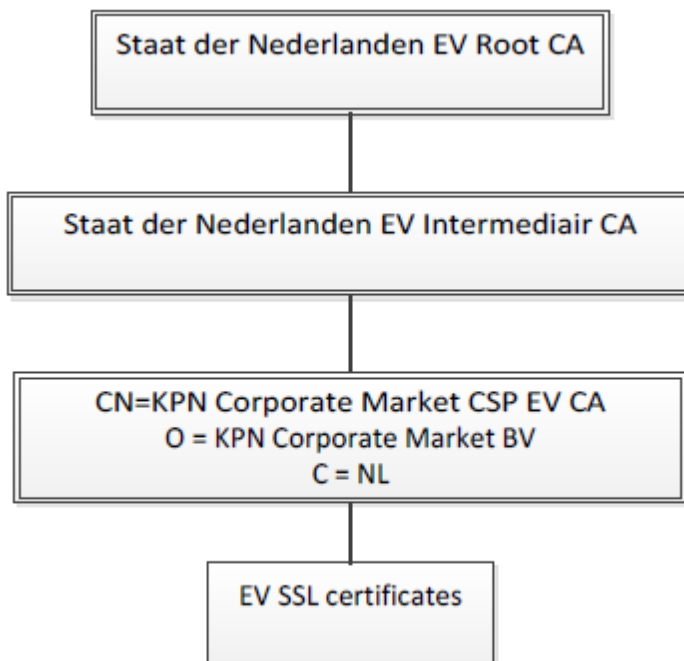 Staat der Nederlanden EV Root CA
Staat der Nederlanden EV Intermediair CA
CN=KPN Corporate Market CSP EV CA
O = KPN Corporate Market BV
C = NL
EV SSL certificates